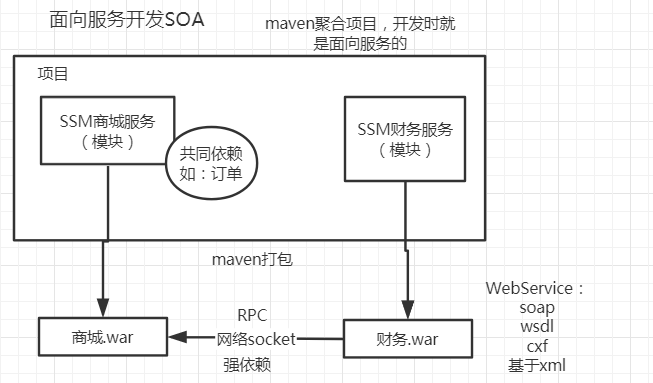 面向服务开发SOA
maven聚合项目，开发时就
是面向服务的
项目
SSM商城服务
（模块）
共同依赖
如：订单
SSM财务服务
（模块）
maven打包
商城.war
RPC
网络socket
强依赖
财务.war
WebService：
soap
wsdl
cxf
基于xml